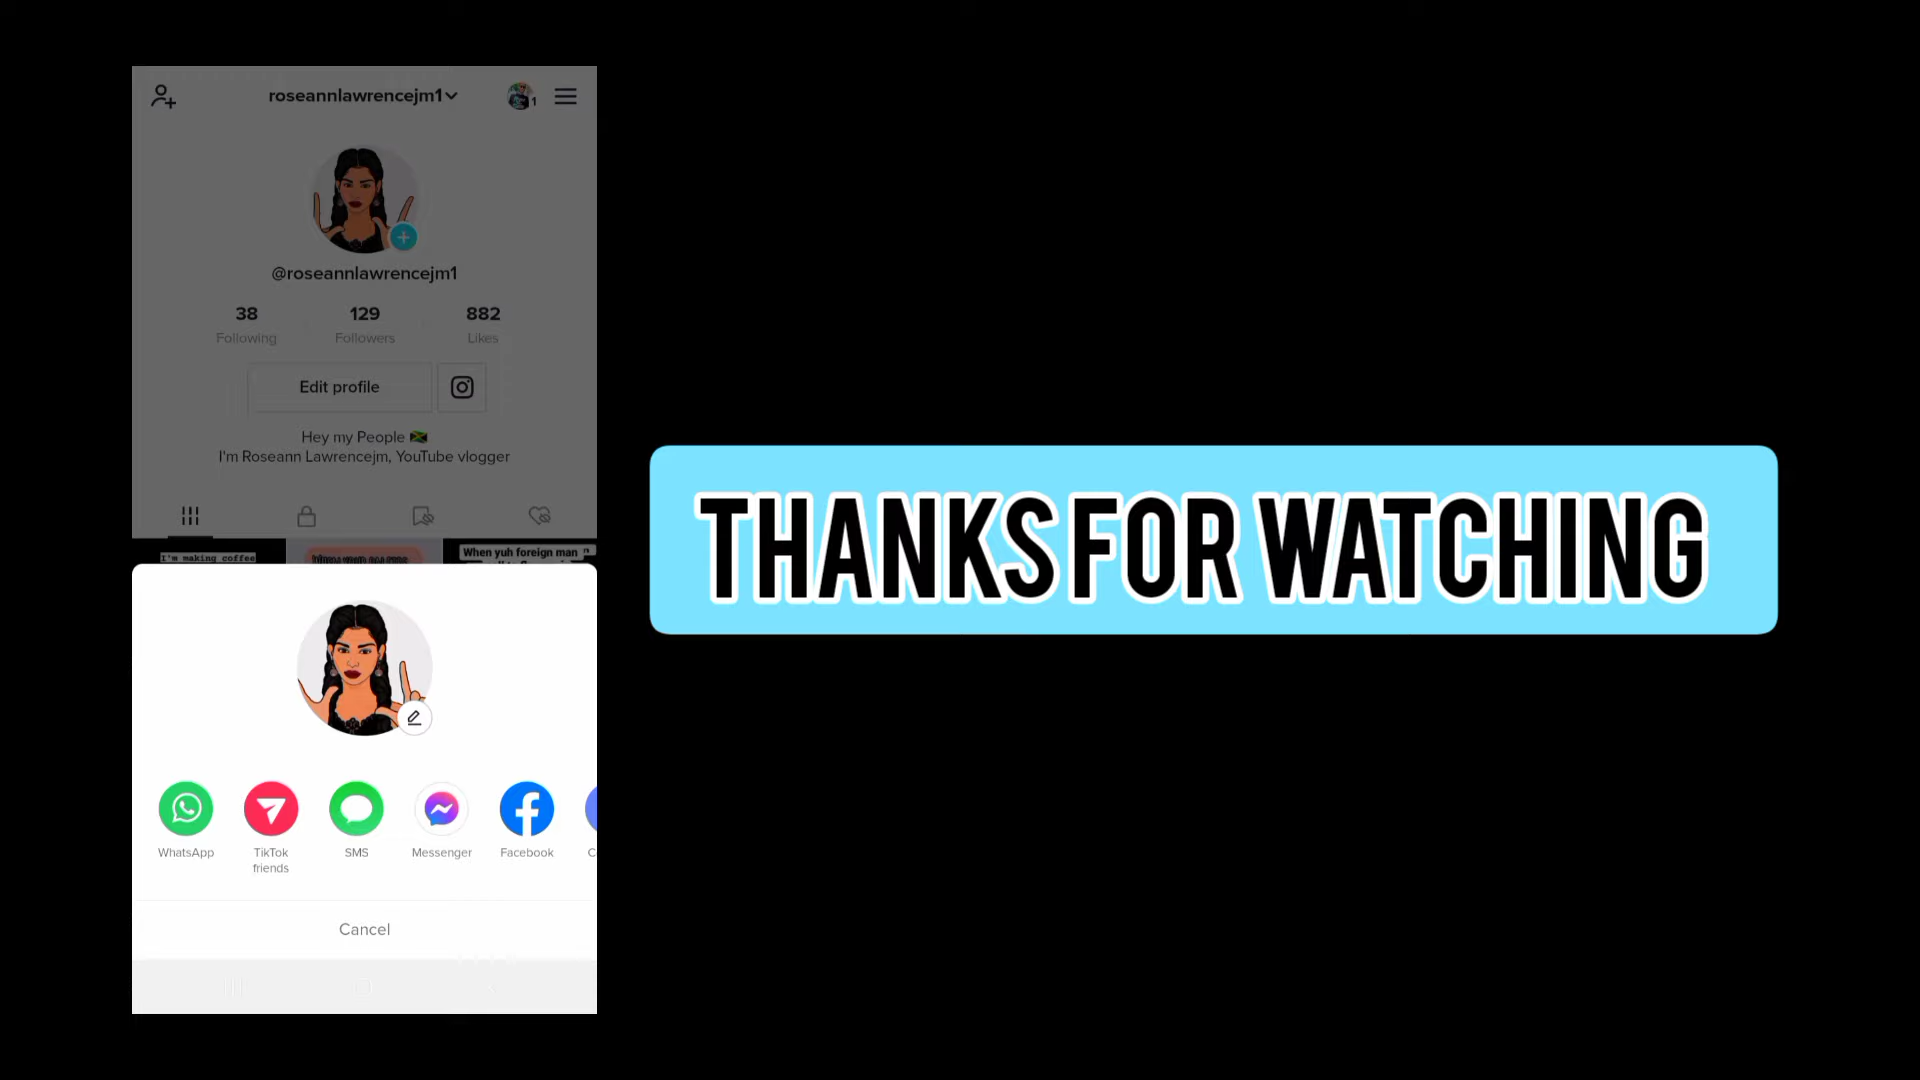 roseannlawrencejm1
1
@roseannlawrencejm1
38 129 882
Following Followers Likes
Edit profile
Hey my People 🇯🇲
I'm Roseann Lawrencejm, YouTube vlogger
I'm making coffee
When yuh foreign man
THANKS FOR WATCHING
WhatsApp
TikTok
friends
SMS
Messenger
Facebook
Cancel